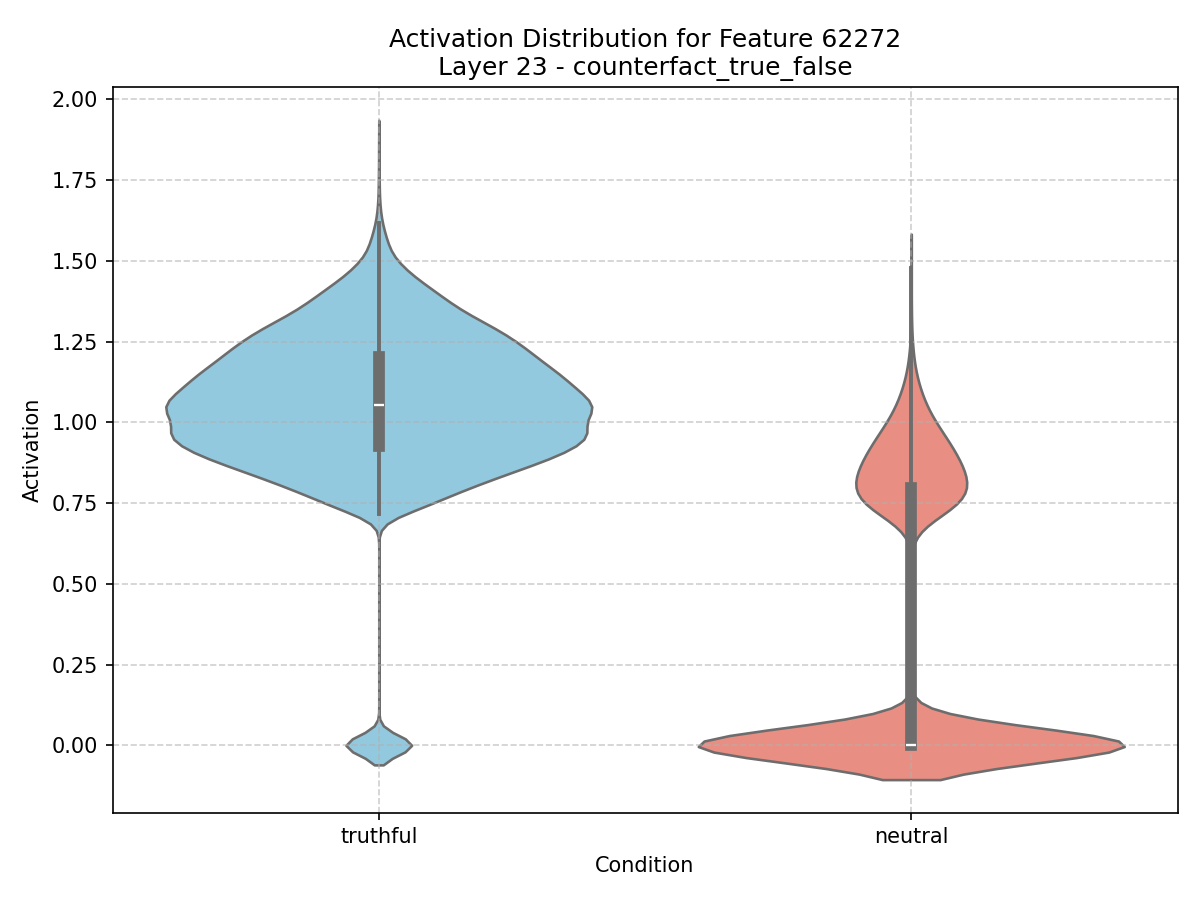 Activation Distribution for Feature 62272
Layer 23 - counterfact_true_false
2.00
1.75
1.50
1.25
1.00
0.75
0.50
0.25
0.00
Activation
truthful
neutral
Condition